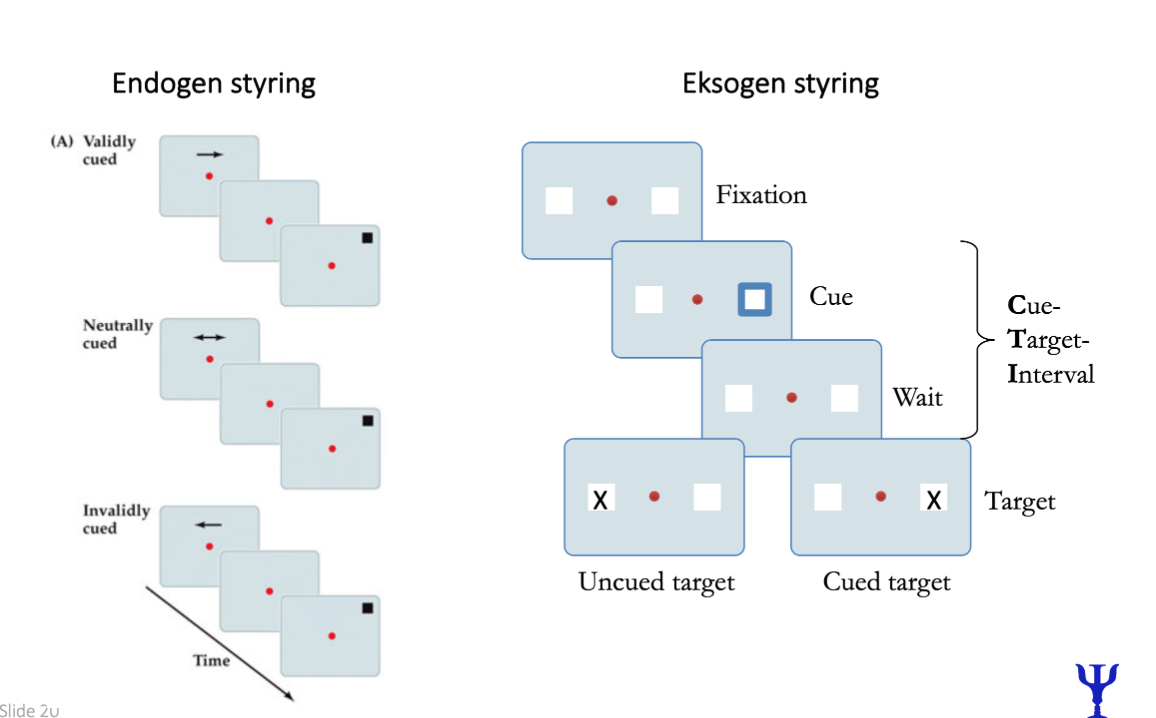 Endogen styring
(A) Validly
cued
Neutrally
cued
Invalidly
cued
Time
Eksogen styring
Fixation
Cue
Wait
Cue-
Target-
Interval
X
X
Target
Uncued target
Cued target
Ψ
Slide